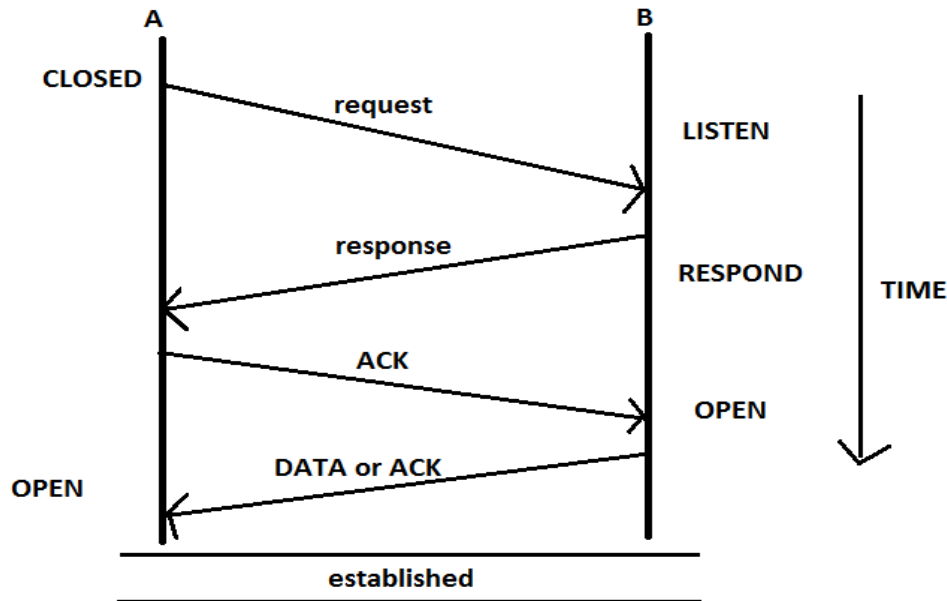 A
B
CLOSED
request
LISTEN
response
RESPOND
TIME
ACK
OPEN
DATA or ACK
OPEN
established